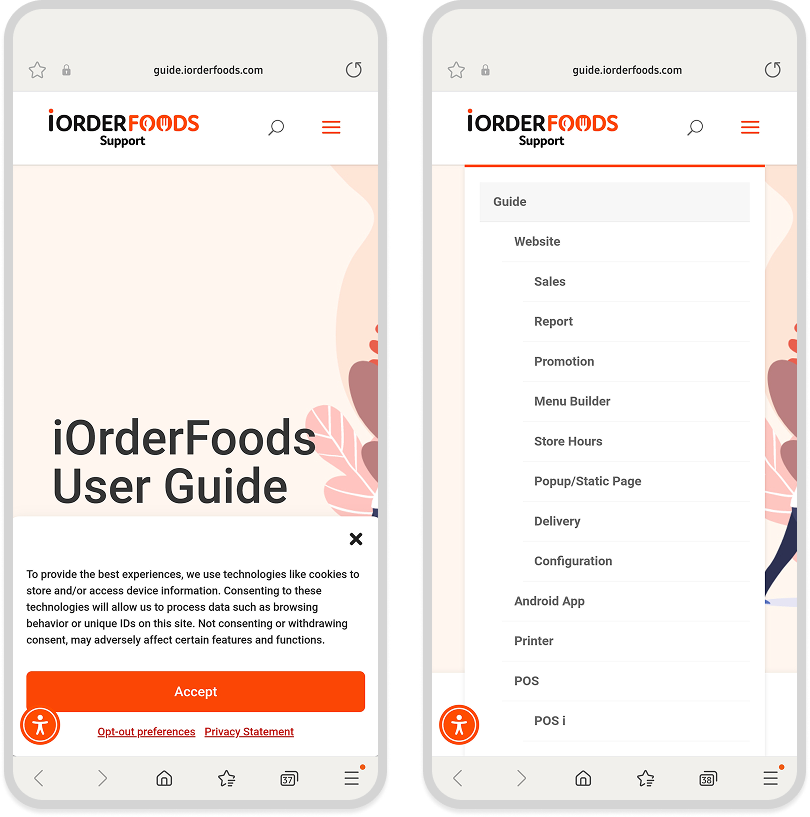 guide.iorderfoods.com
iORDERFOODS
Support
iOrderFoods
User Guide
To provide the best experiences, we use technologies like cookies to
store and/or access device information. Consenting to these
technologies will allow us to process data such as browsing
behavior or unique IDs on this site. Not consenting or withdrawing
consent, may adversely affect certain features and functions.
Accept
Opt-out preferences Privacy Statement
37
guide.iorderfoods.com
iORDERFOODS
Support
Guide
Website
Sales
Report
Promotion
Menu Builder
Store Hours
Popup/Static Page
Delivery
Configuration
Android App
Printer
POS
POS i
38